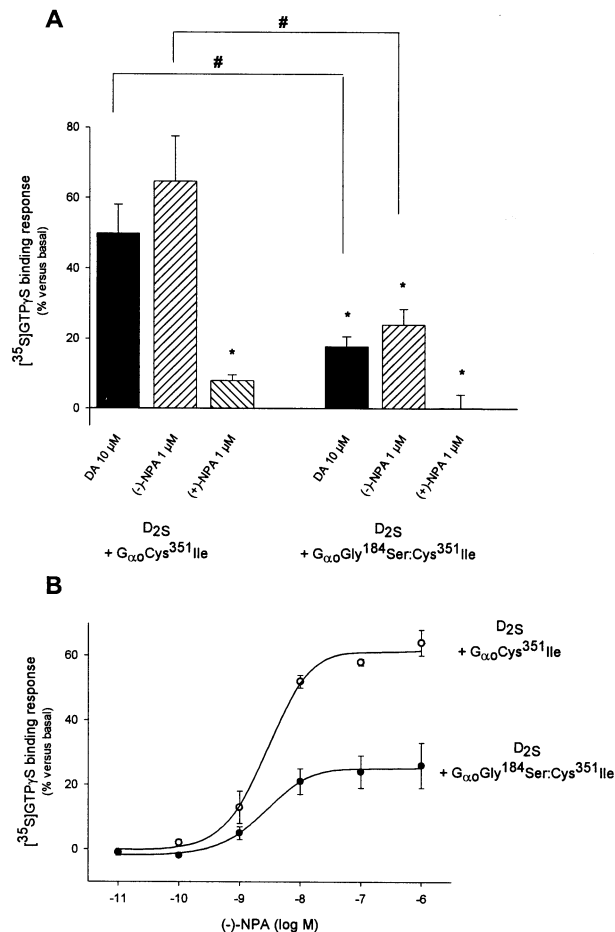 A
#
#
[³⁵S]GTPγS binding response
(% versus basal)
80
60
40
20
0
*
*
*
*
DA 10 μM
(-)-NPA 1 μM
(+)-NPA 1 μM
DA 10 μM
(-)-NPA 1 μM
(+)-NPA 1 μM
D₂S
+ GαoCys³⁵¹Ile
D₂S
+ GαoGly¹⁸⁴Ser:Cys³⁵¹Ile
B
[³⁵S]GTPγS binding response
(% versus basal)
60
40
20
0
D₂S
+ GαoCys³⁵¹Ile
D₂S
+ GαoGly¹⁸⁴Ser:Cys³⁵¹Ile
-11
-10
-9
-8
-7
-6
(-)-NPA (log M)